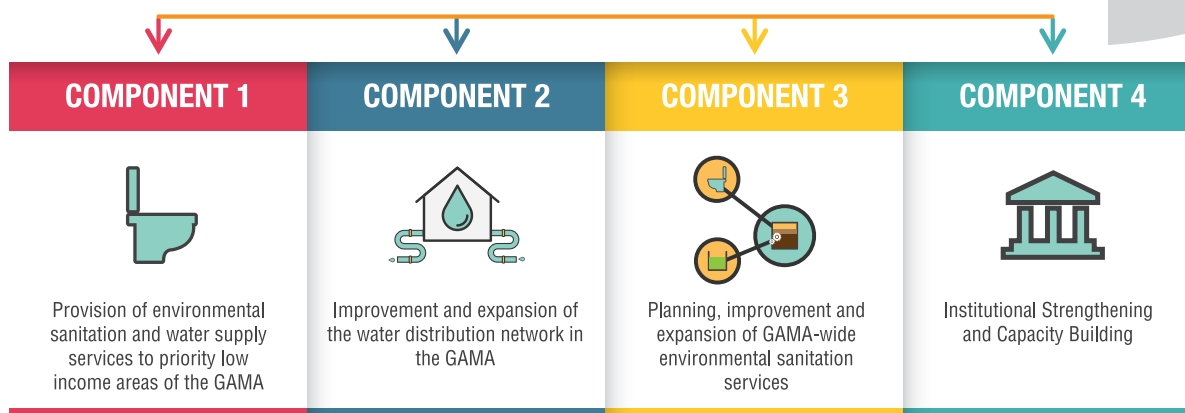 COMPONENT 1
Provision of environmental
sanitation and water supply
services to priority low
income areas of the GAMA
COMPONENT 2
Improvement and expansion of
the water distribution network in
the GAMA
COMPONENT 3
Planning, improvement and
expansion of GAMA-wide
environmental sanitation
services
COMPONENT 4
Institutional Strengthening
and Capacity Building